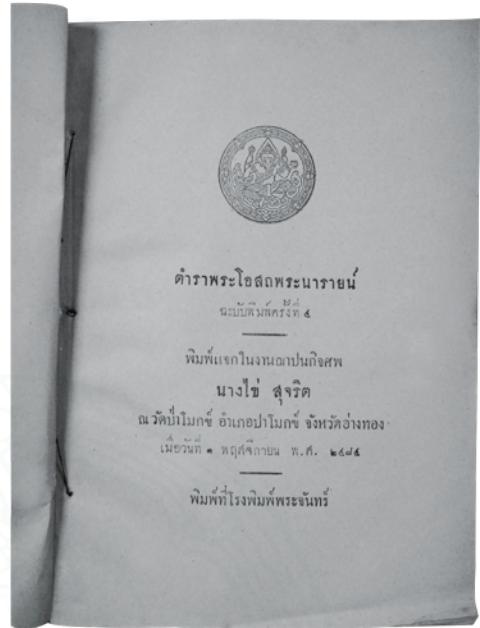 ตำราพระโอสถพระนารายน์
ฉะบับพิมพ์ครั้งที่ ๔
พิมพ์แจกในงานฌาปนกิจศพ
นางไข่ สุจริต
ณวัดป่าโมกข์ อำเภอป่าโมกข์ จังหวัดอ่างทอง
เมื่อวันที่ ๑ พฤศจิกายน พ.ศ. ๒๔๘๕
พิมพ์ที่โรงพิมพ์พระจันทร์